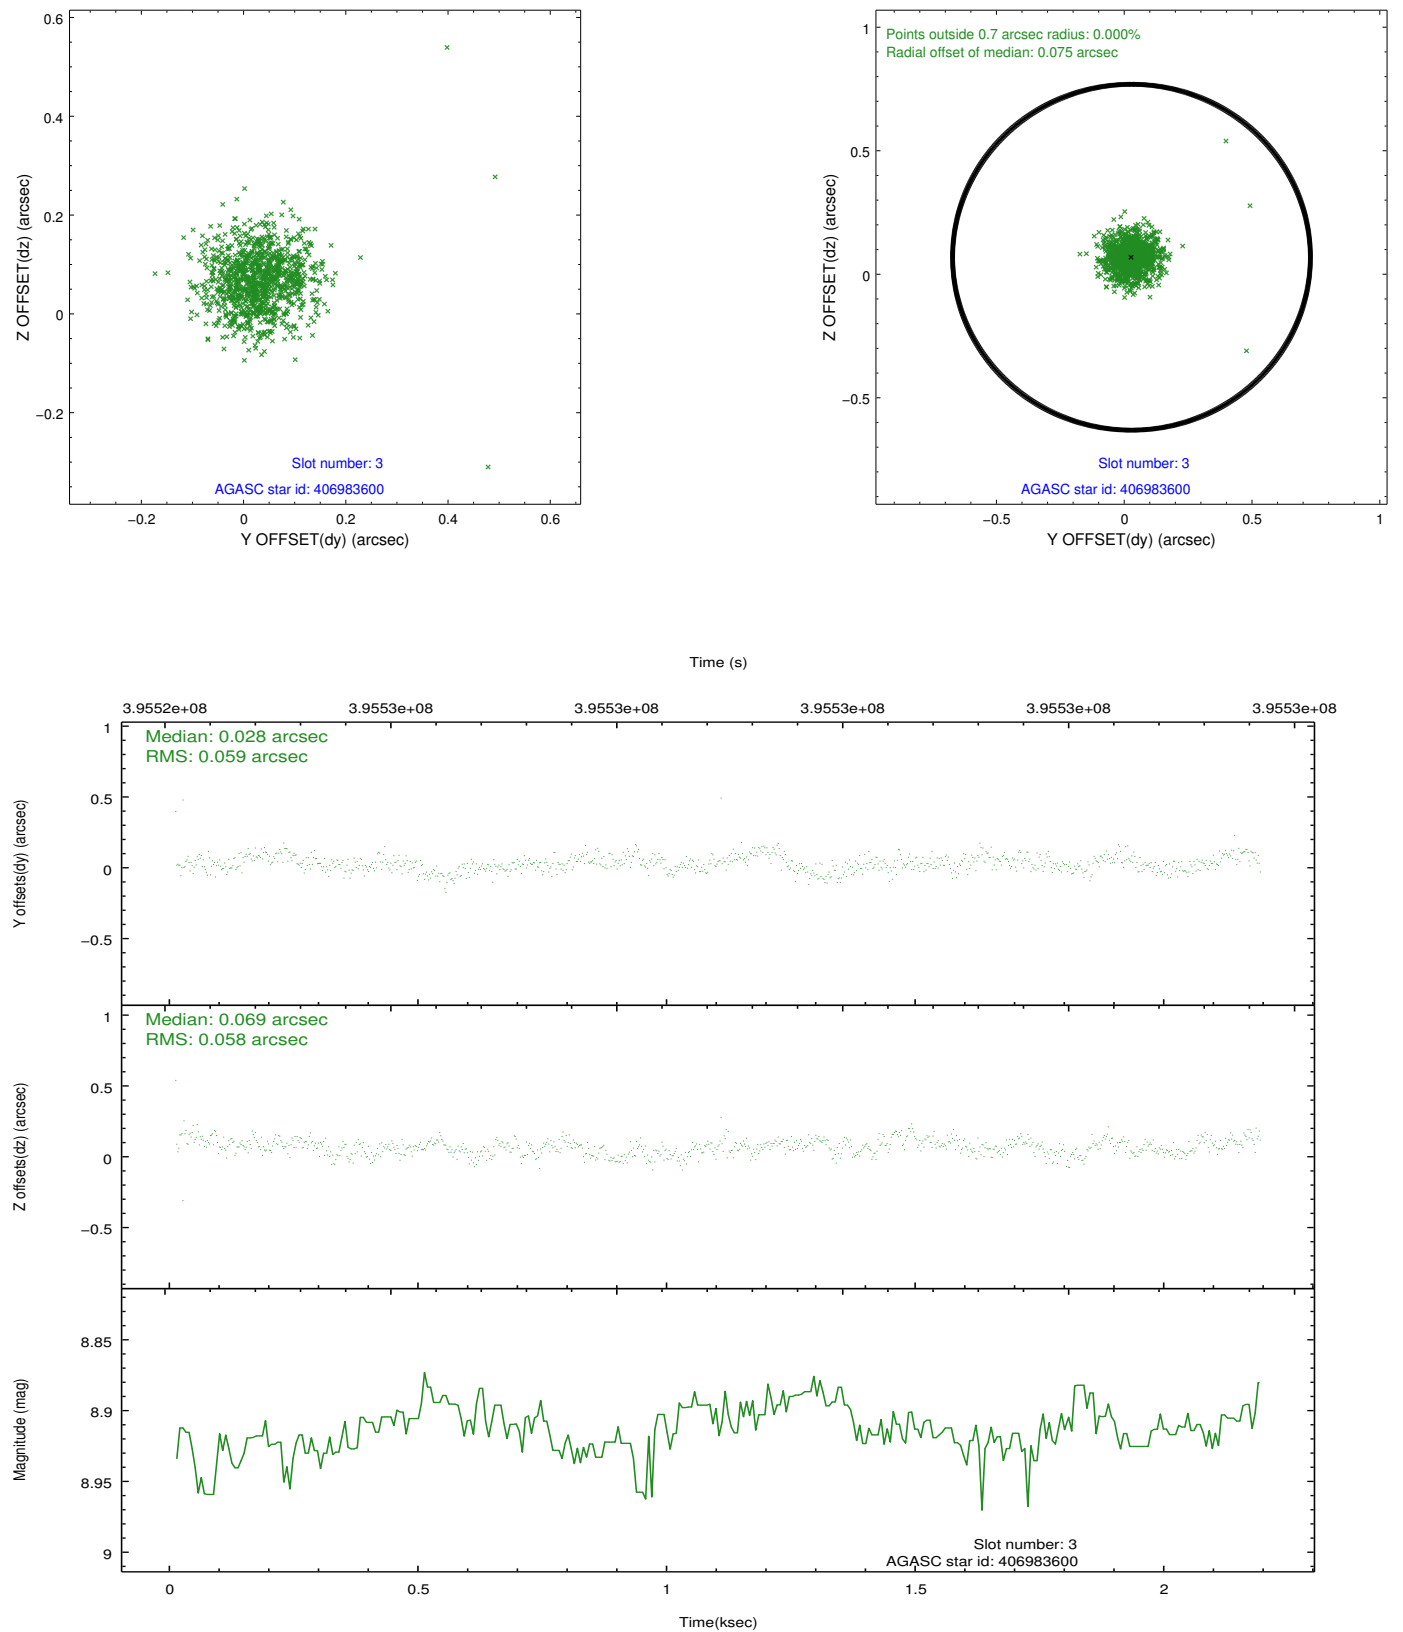 0.6
0.4
0.2
0
−0.2
Z OFFSET(dz) (arcsec)
Slot number: 3
AGASC star id: 406983600
−0.2 0 0.2 0.4 0.6
Y OFFSET(dy) (arcsec)
Points outside 0.7 arcsec radius: 0.000%
Radial offset of median: 0.075 arcsec
1
0.5
0
−0.5
Z OFFSET(dz) (arcsec)
Slot number: 3
AGASC star id: 406983600
−0.5 0 0.5 1
Y OFFSET(dy) (arcsec)
Time (s)
3.9552e+08 3.9553e+08 3.9553e+08 3.9553e+08 3.9553e+08 3.9553e+08
Median: 0.028 arcsec
RMS: 0.059 arcsec
1
0.5
0
−0.5
Y offsets(dy) (arcsec)
Median: 0.069 arcsec
RMS: 0.058 arcsec
1
0.5
0
−0.5
Z offsets(dz) (arcsec)
8.85
8.9
8.95
9
Magnitude (mag)
Slot number: 3
AGASC star id: 406983600
0 0.5 1 1.5 2
Time(ksec)